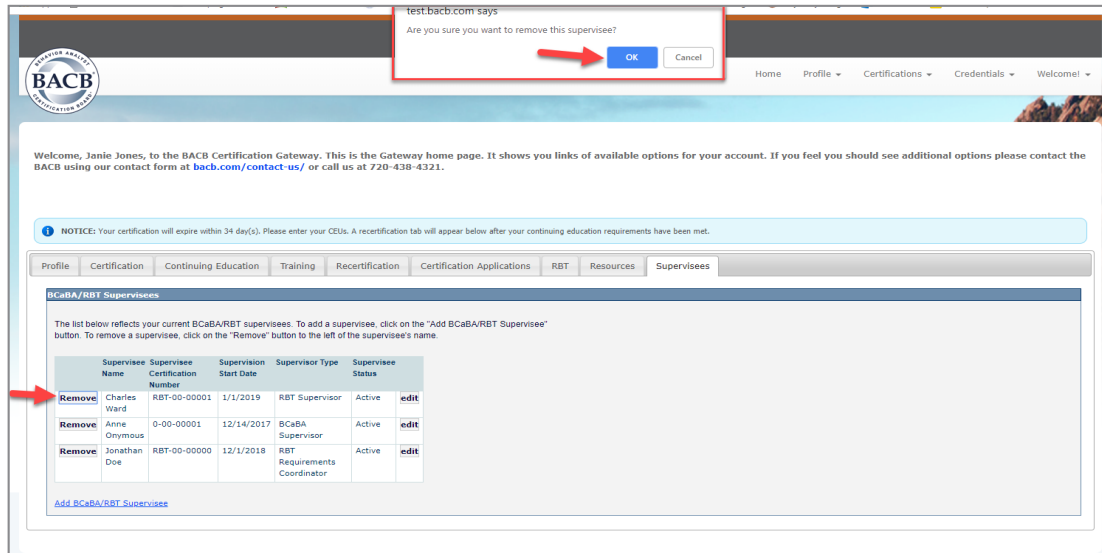 test.bacb.com says
Are you sure you want to remove this supervisee?
OK Cancel
BEHAVIOR ANALYST
BACB
CERTIFICATION BOARD
Home Profile Certifications Credentials Welcome!
Welcome, Janie Jones, to the BACB Certification Gateway. This is the Gateway home page. It shows you links of available options for your account. If you feel you should see additional options please contact the
BACB using our contact form at bacb.com/contact-us/ or call us at 720-438-4321.
NOTICE: Your certification will expire within 34 day(s). Please enter your CEUs. A recertification tab will appear below after your continuing education requirements have been met.
Profile Certification Continuing Education Training Recertification Certification Applications RBT Resources Supervisees
BCaBA/RBT Supervisees
The list below reflects your current BCaBA/RBT supervisees. To add a supervisee, click on the "Add BCaBA/RBT Supervisee"
button. To remove a supervisee, click on the "Remove" button to the left of the supervisee's name.
Supervisee Supervisee Supervision Supervisor Type Supervisee
Name Certification Start Date Status
Number
Remove Charles RBT-00-00001 1/1/2019 RBT Supervisor Active edit
Ward
Remove Anne 0-00-00001 12/14/2017 BCaBA Active edit
Onymous Supervisor
Remove Jonathan RBT-00-00000 12/1/2018 RBT Active edit
Doe Requirements
Coordinator
Add BCaBA/RBT Supervisee